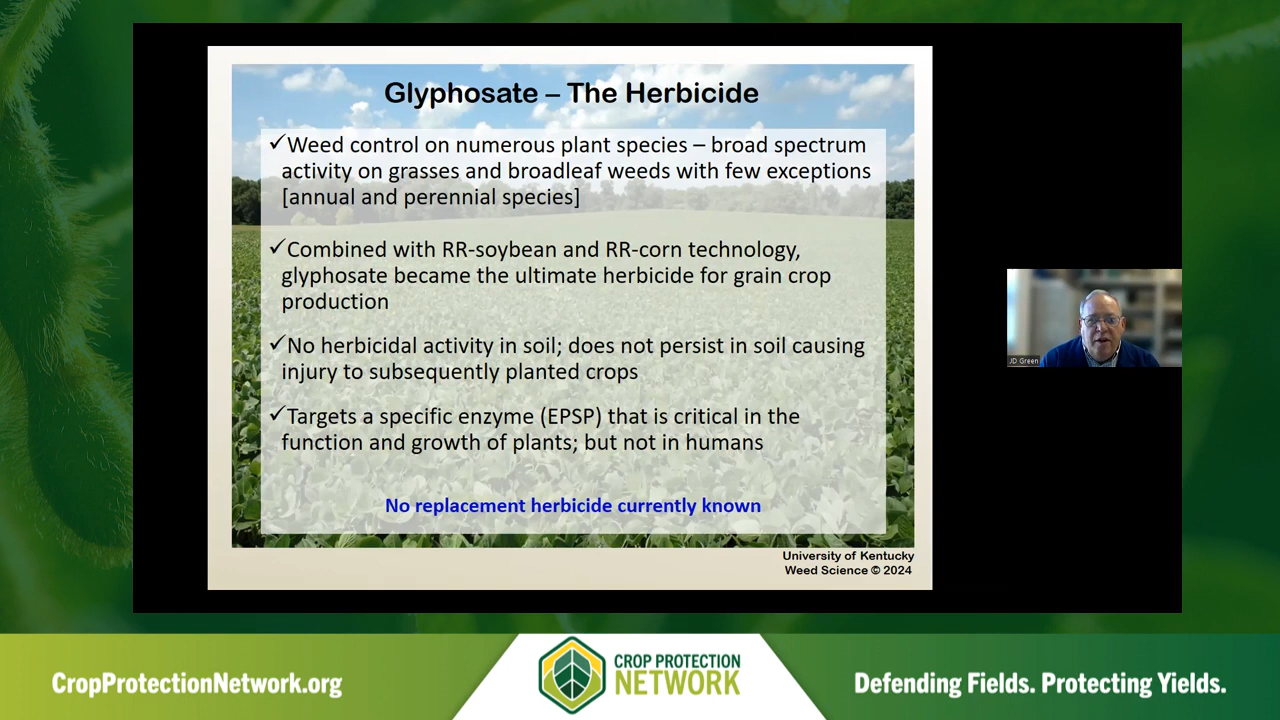 Glyphosate – The Herbicide
✓Weed control on numerous plant species – broad spectrum
activity on grasses and broadleaf weeds with few exceptions
[annual and perennial species]
✓Combined with RR-soybean and RR-corn technology,
glyphosate became the ultimate herbicide for grain crop
production
✓No herbicidal activity in soil; does not persist in soil causing
injury to subsequently planted crops
✓Targets a specific enzyme (EPSP) that is critical in the
function and growth of plants; but not in humans
No replacement herbicide currently known
University of Kentucky
Weed Science © 2024
JD Green
CropProtectionNetwork.org
CROP PROTECTION
NETWORK
Defending Fields. Protecting Yields.